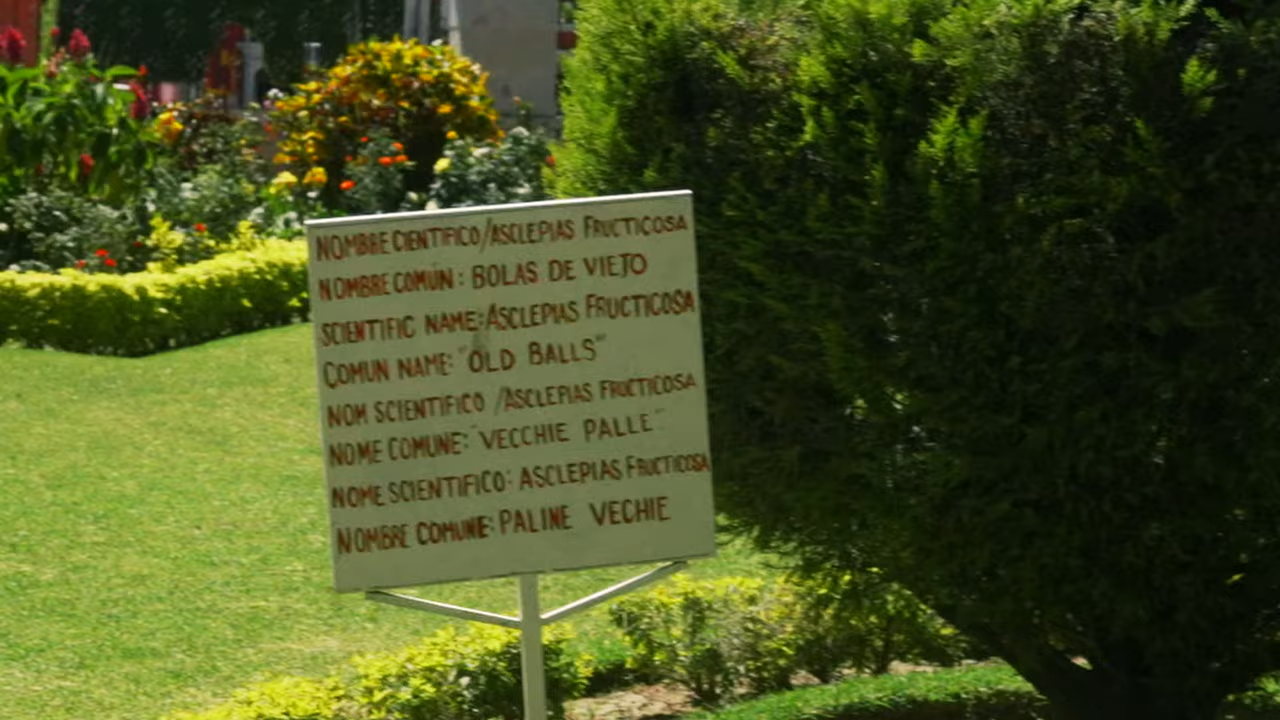 NOMBRE CIENTIFICO/ASCLEPIAS FRUCTICOSA
NOMBRE COMÚN: BOLAS DE VIEJO
SCIENTIFIC NAME: ASCLEPIAS FRUCTICOSA
COMUN NAME: "OLD BALLS"
NOM SCIENTIFICO /ASCLEPIAS FRUCTICOSA
NOME COMUNE: "VECCHIE PALLE"
NOME SCIENTIFICO: ASCLEPIAS FRUCTICOSA
NOMBRE COMUNE: PALINE VECHIE